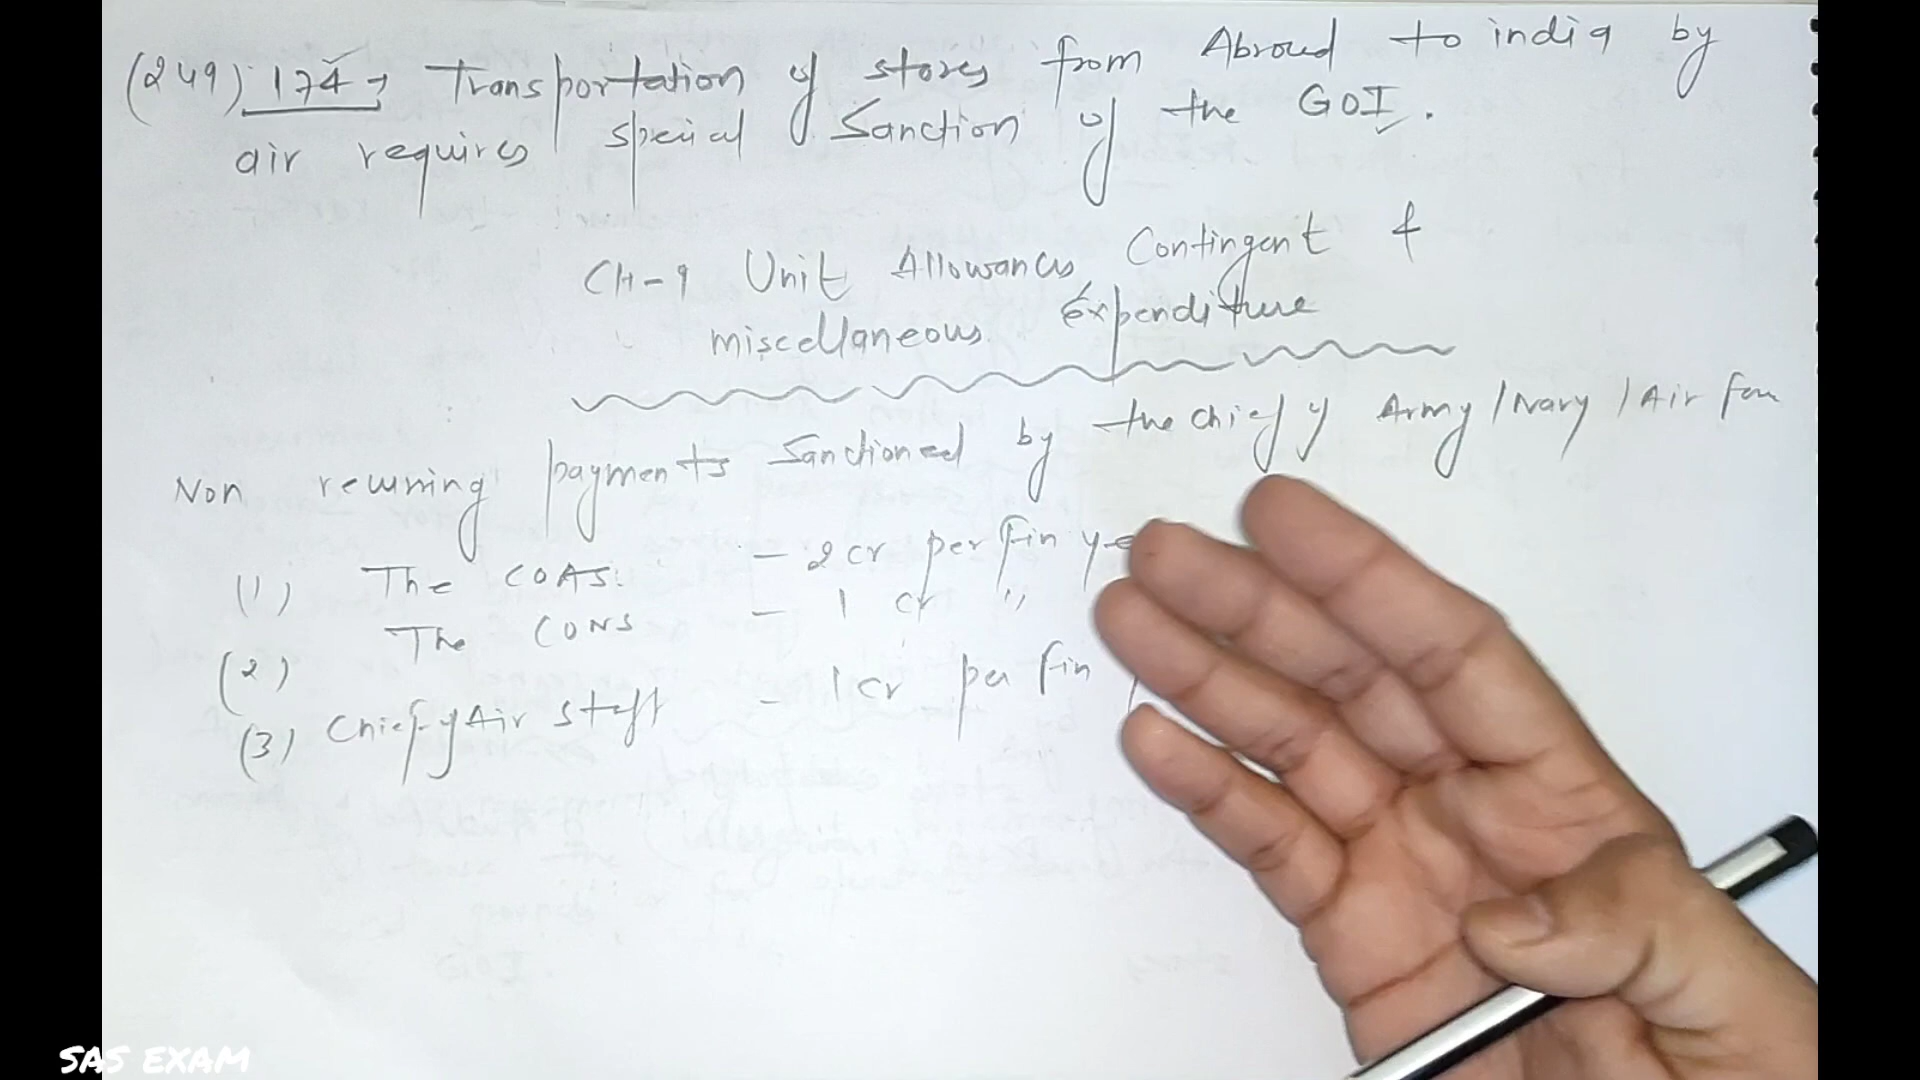 (249) 174 → Transportation of stores from Abroad to india by
air requires special sanction of the GOI.
CH-9 Unit Allowances, Contingent &
miscellaneous Expenditure
Non recurring payments sanctioned by the chief of Army / Navy / Air
(1) The COAS. - 2 cr per fin
(2) The CONS - 1 cr "
(3) Chief of Air staff - 1 cr per fin
SAS EXAM